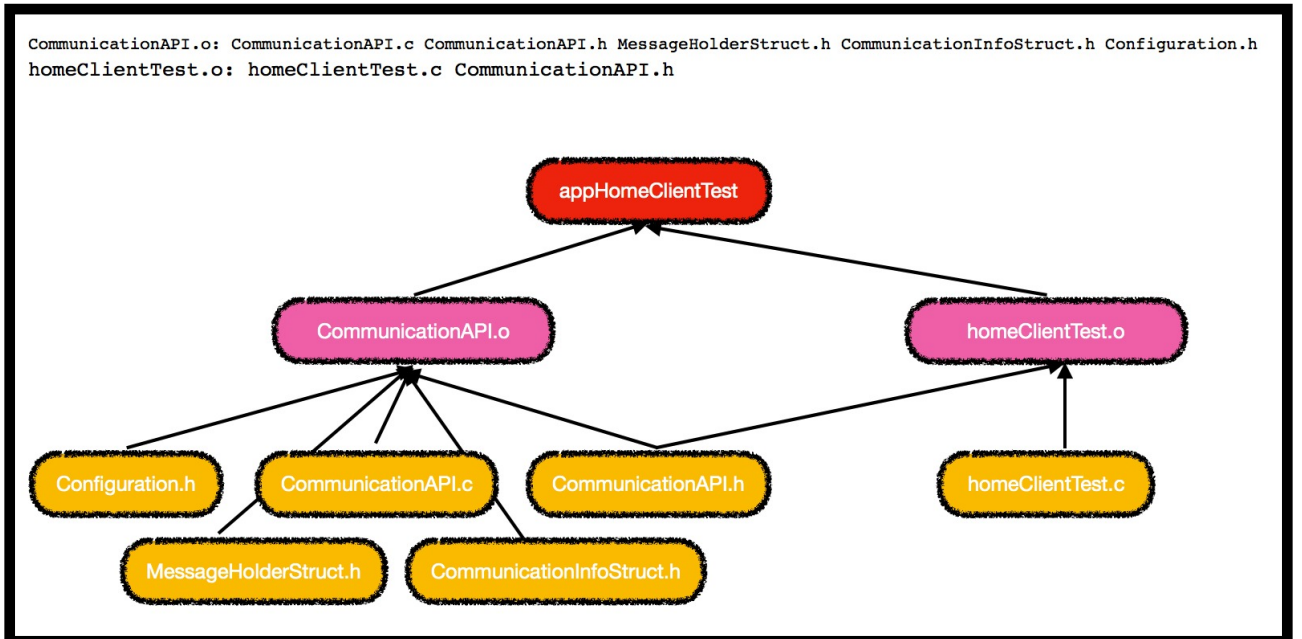 CommunicationAPI.o: CommunicationAPI.c CommunicationAPI.h MessageHolderStruct.h CommunicationInfoStruct.h Configuration.h
homeClientTest.o: homeClientTest.c CommunicationAPI.h
appHomeClientTest
CommunicationAPI.o
homeClientTest.o
Configuration.h
CommunicationAPI.c
CommunicationAPI.h
homeClientTest.c
MessageHolderStruct.h
CommunicationInfoStruct.h